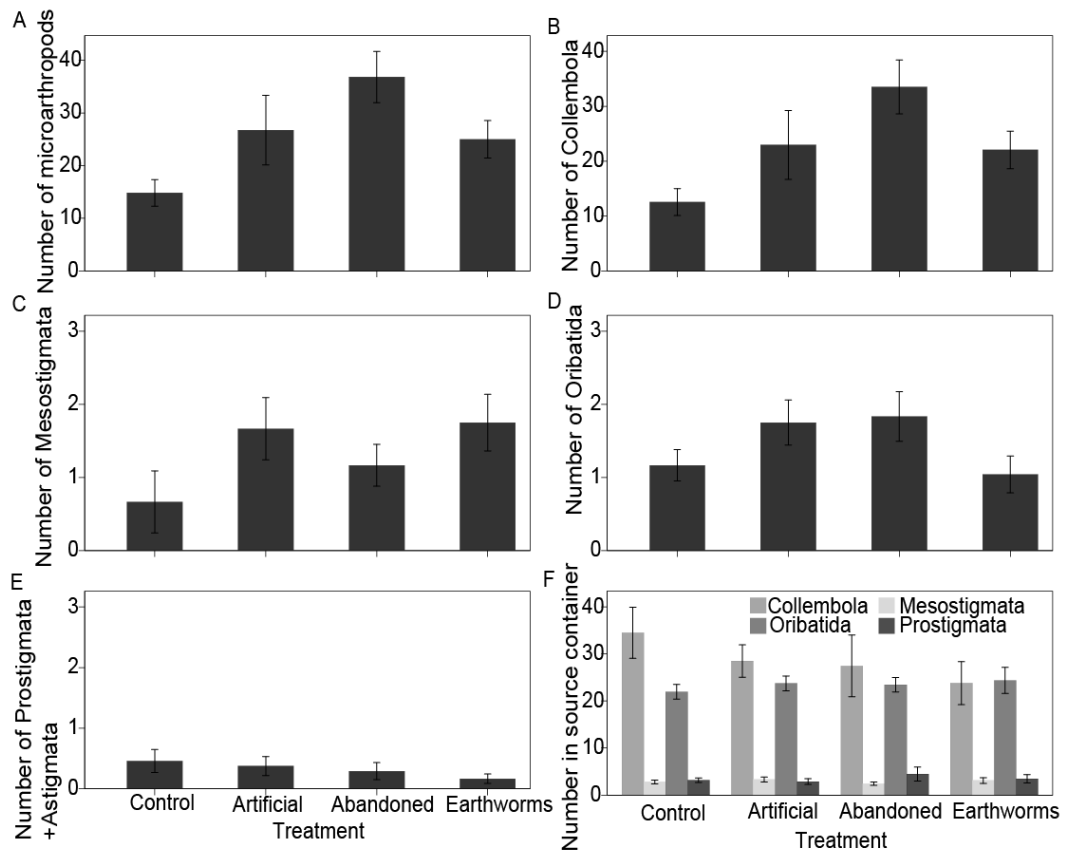 A
Number of microarthropods
40
30
20
10
0
B
Number of Collembola
40
30
20
10
0
C
Number of Mesostigmata
3
2
1
0
D
Number of Oribatida
3
2
1
0
E
Number of Prostigmata
+Astigmata
3
2
1
0
Control Artificial Abandoned Earthworms
Treatment
F
Number in source container
40
30
20
10
0
Collembola Mesostigmata
Oribatida Prostigmata
Control Artificial Abandoned Earthworms
Treatment